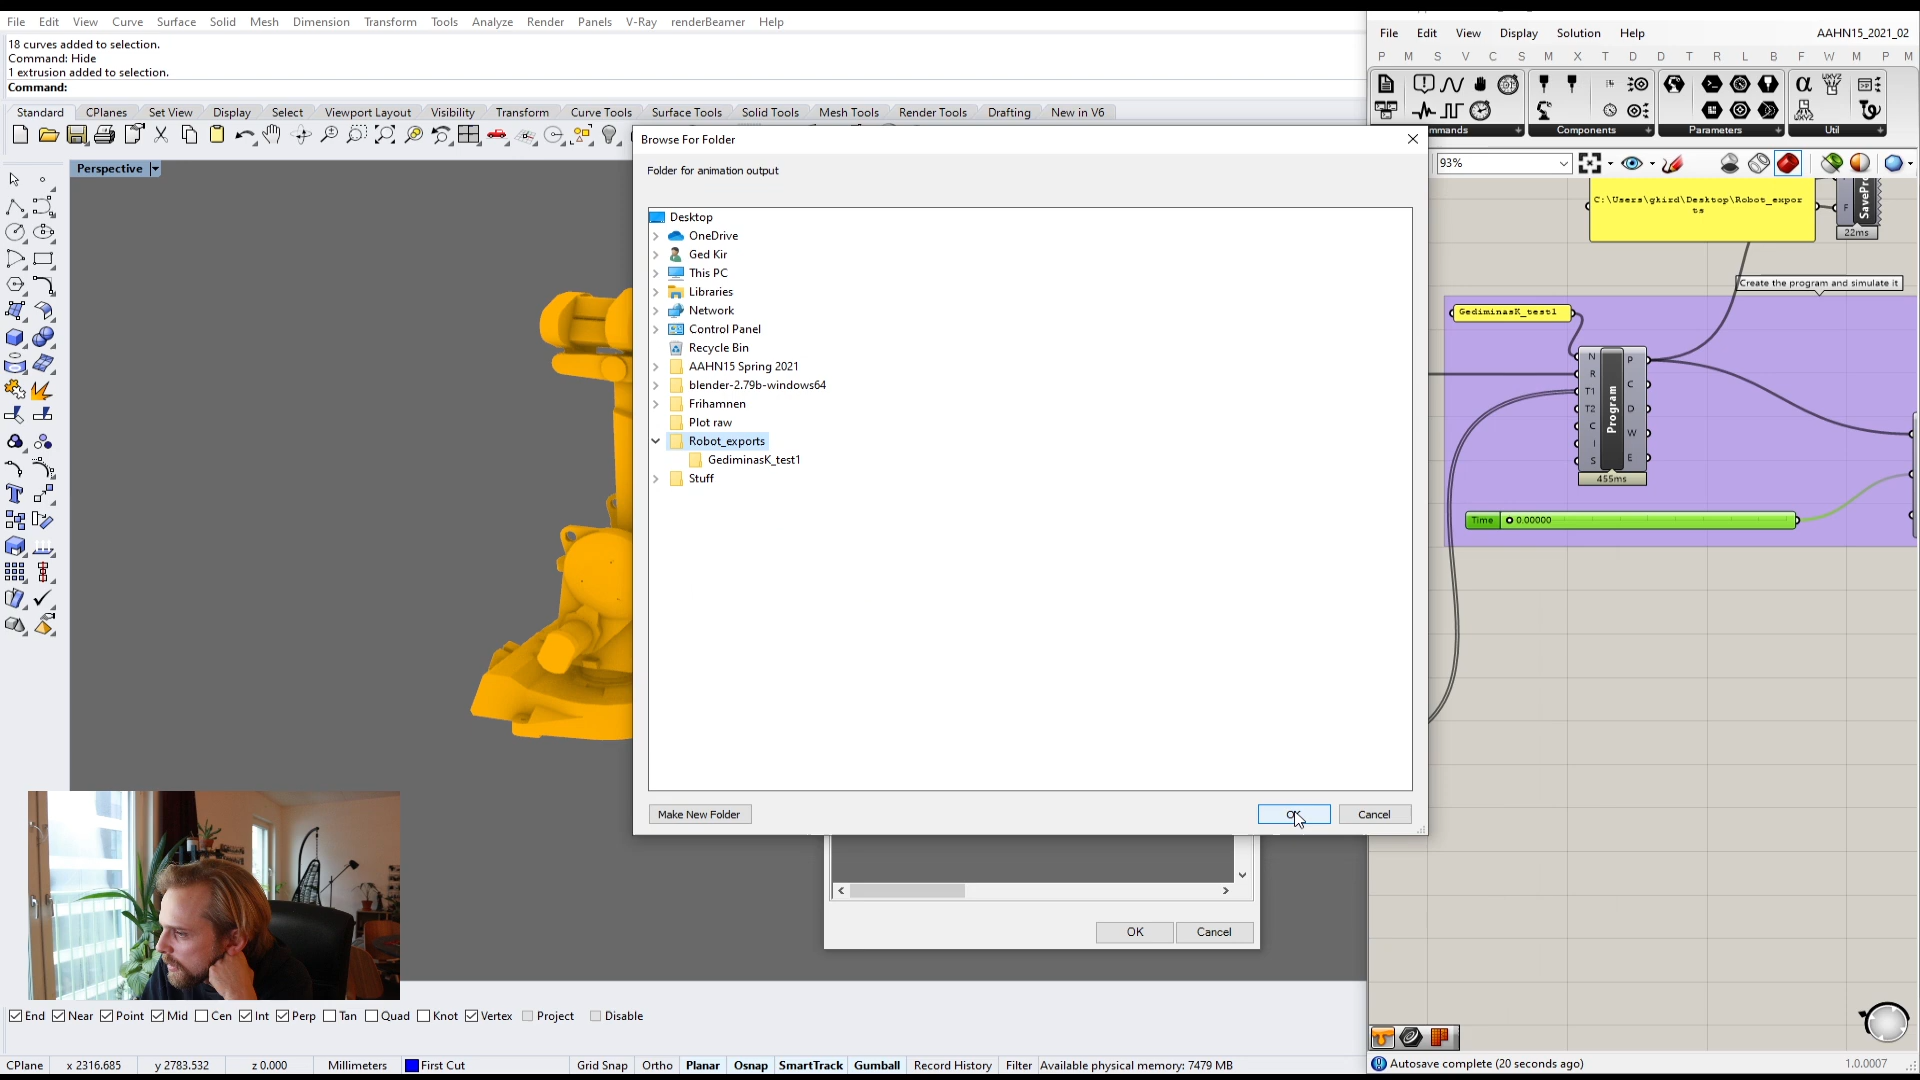 File Edit View Curve Surface Solid Mesh Dimension Transform Tools Analyze Render Panels V-Ray renderBeamer Help
18 curves added to selection.
Command: Hide
1 extrusion added to selection.
Command:
Standard CPlanes Set View Display Select Viewport Layout Visibility Transform Curve Tools Surface Tools Solid Tools Mesh Tools Render Tools Drafting New in V6
Perspective
Browse For Folder
Folder for animation output
Desktop
OneDrive
Ged Kir
This PC
Libraries
Network
Control Panel
Recycle Bin
AAHN15 Spring 2021
blender-2.79b-windows64
Frihamnen
Plot raw
Robot_exports
GediminasK_test1
Stuff
Make New Folder
OK
Cancel
OK
Cancel
File Edit View Display Solution Help
AAHN15_2021_02
P M S V C S M X T D D T R L B F W M P M
mmands
Components
Parameters
Util
93%
C:\Users\gkird\Desktop\Robot_expor
ts
F
SavePr
22ms
Create the program and simulate it
GediminasK_test1
N
R
T1
T2
C
I
S
Program
P
C
D
W
E
455ms
Time 0.00000
End Near Point Mid Cen Int Perp Tan Quad Knot Vertex Project Disable
CPlane x 2316.685 y 2783.532 z 0.000 Millimeters First Cut Grid Snap Ortho Planar Osnap SmartTrack Gumball Record History Filter Available physical memory: 7479 MB
Autosave complete (20 seconds ago)
1.0.0007